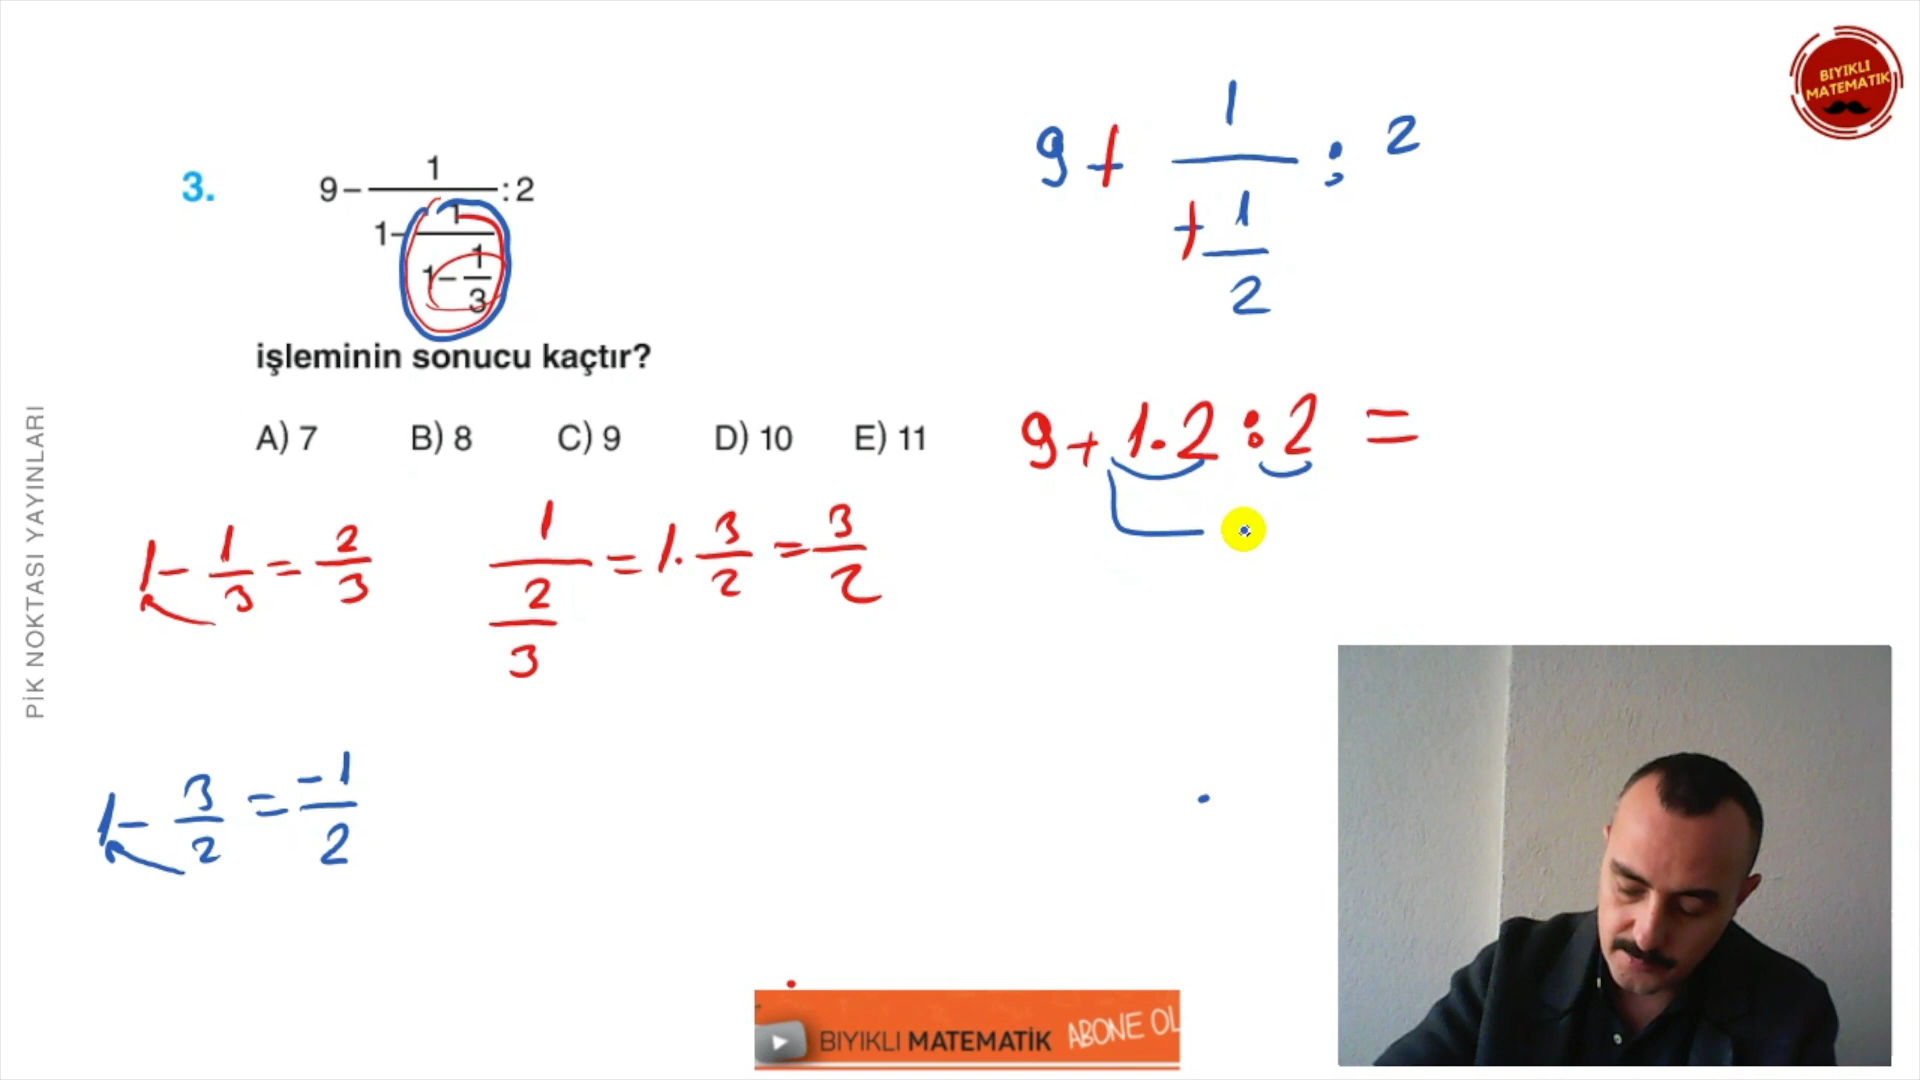 BIYIKLI
MATEMATIK
PİK NOKTASI YAYINLARI
3.
9 - 1 / (1 - 1 / (1 - 1/3)) : 2
işleminin sonucu kaçtır?
A) 7 B) 8 C) 9 D) 10 E) 11
1 - 1/3 = 2/3
1 / (2/3) = 1 . 3/2 = 3/2
1 - 3/2 = -1/2
9 + 1 / (+ 1/2) : 2
9 + 1 . 2 : 2 =
BIYIKLI MATEMATİK ABONE OL